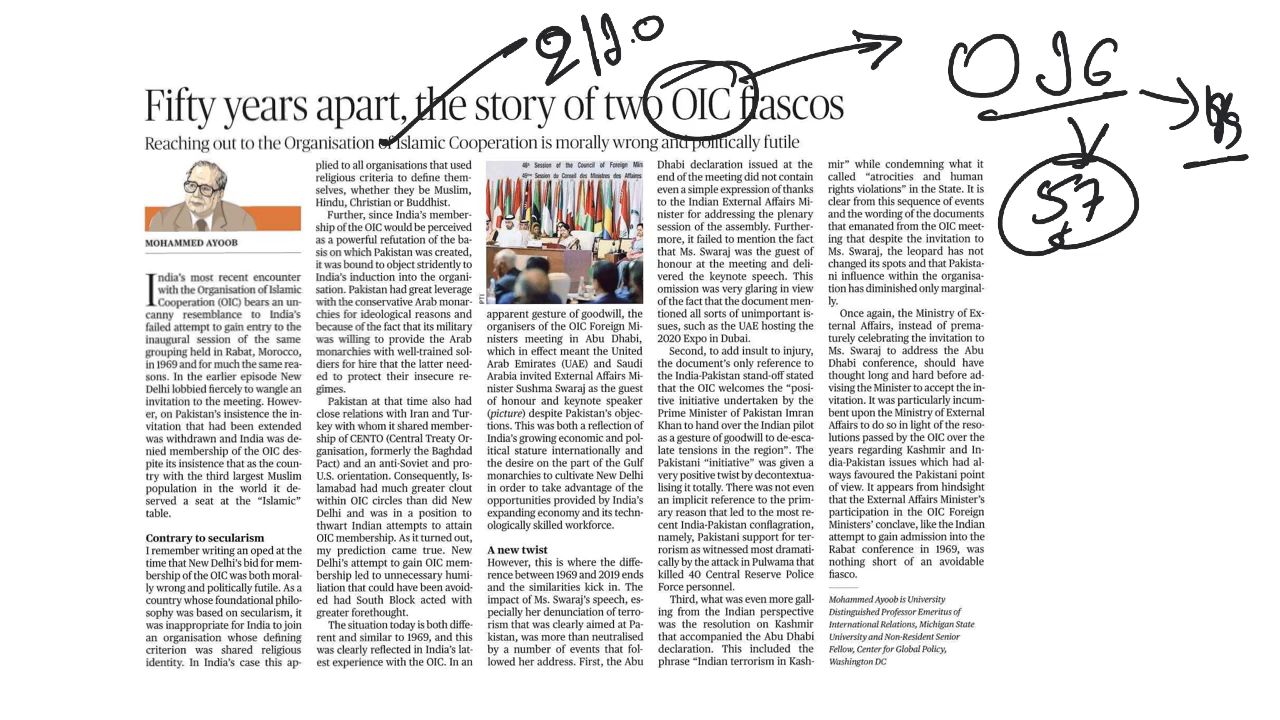 Fifty years apart, the story of two OIC fiascos
Reaching out to the Organisation of Islamic Cooperation is morally wrong and politically futile
MOHAMMED AYOOB
India's most recent encounter
with the Organisation of Islamic
Cooperation (OIC) bears an un-
canny resemblance to India's
failed attempt to gain entry to the
inaugural session of the same
grouping held in Rabat, Morocco,
in 1969 and for much the same rea-
sons. In the earlier episode New
Delhi lobbied fiercely to wangle an
invitation to the meeting. Howev-
er, on Pakistan's insistence the in-
vitation that had been extended
was withdrawn and India was de-
nied membership of the OIC des-
pite its insistence that as the coun-
try with the third largest Muslim
population in the world it de-
served a seat at the "Islamic"
table.
Contrary to secularism
I remember writing an oped at the
time that New Delhi's bid for mem-
bership of the OIC was both moral-
ly wrong and politically futile. As a
country whose foundational philo-
sophy was based on secularism, it
was inappropriate for India to join
an organisation whose defining
criterion was shared religious
identity. In India's case this ap-
plied to all organisations that used
religious criteria to define them-
selves, whether they be Muslim,
Hindu, Christian or Buddhist.
Further, since India's member-
ship of the OIC would be perceived
as a powerful refutation of the ba-
sis on which Pakistan was created,
it was bound to object stridently to
India's induction into the organi-
sation. Pakistan had great leverage
with the conservative Arab monar-
chies for ideological reasons and
because of the fact that its military
was willing to provide the Arab
monarchies with well-trained sol-
diers for hire that the latter need-
ed to protect their insecure re-
gimes.
Pakistan at that time also had
close relations with Iran and Tur-
key with whom it shared member-
ship of CENTO (Central Treaty Or-
ganisation, formerly the Baghdad
Pact) and an anti-Soviet and pro-
U.S. orientation. Consequently, Is-
lamabad had much greater clout
within OIC circles than did New
Delhi and was in a position to
thwart Indian attempts to attain
OIC membership. As it turned out,
my prediction came true. New
Delhi's attempt to gain OIC mem-
bership led to unnecessary humi-
liation that could have been avoid-
ed had South Block acted with
greater forethought.
The situation today is both diffe-
rent and similar to 1969, and this
was clearly reflected in India's lat-
est experience with the OIC. In an
46th Session of the Council of Foreign Min
46ème Session du Conseil des Ministres des Affaires
PTI
apparent gesture of goodwill, the
organisers of the OIC Foreign Mi-
nisters meeting in Abu Dhabi,
which in effect meant the United
Arab Emirates (UAE) and Saudi
Arabia invited External Affairs Mi-
nister Sushma Swaraj as the guest
of honour and keynote speaker
(picture) despite Pakistan's objec-
tions. This was both a reflection of
India's growing economic and pol-
itical stature internationally and
the desire on the part of the Gulf
monarchies to cultivate New Delhi
in order to take advantage of the
opportunities provided by India's
expanding economy and its techn-
ologically skilled workforce.
A new twist
However, this is where the diffe-
rence between 1969 and 2019 ends
and the similarities kick in. The
impact of Ms. Swaraj's speech, es-
pecially her denunciation of terro-
rism that was clearly aimed at Pa-
kistan, was more than neutralised
by a number of events that fol-
lowed her address. First, the Abu
Dhabi declaration issued at the
end of the meeting did not contain
even a simple expression of thanks
to the Indian External Affairs Mi-
nister for addressing the plenary
session of the assembly. Further-
more, it failed to mention the fact
that Ms. Swaraj was the guest of
honour at the meeting and deli-
vered the keynote speech. This
omission was very glaring in view
of the fact that the document men-
tioned all sorts of unimportant is-
sues, such as the UAE hosting the
2020 Expo in Dubai.
Second, to add insult to injury,
the document's only reference to
the India-Pakistan stand-off stated
that the OIC welcomes the "posi-
tive initiative undertaken by the
Prime Minister of Pakistan Imran
Khan to hand over the Indian pilot
as a gesture of goodwill to de-esca-
late tensions in the region". The
Pakistani "initiative" was given a
very positive twist by decontextua-
lising it totally. There was not even
an implicit reference to the prim-
ary reason that led to the most re-
cent India-Pakistan conflagration,
namely, Pakistani support for ter-
rorism as witnessed most dramati-
cally by the attack in Pulwama that
killed 40 Central Reserve Police
Force personnel.
Third, what was even more gal-
ling from the Indian perspective
was the resolution on Kashmir
that accompanied the Abu Dhabi
declaration. This included the
phrase "Indian terrorism in Kash-
mir" while condemning what it
called "atrocities and human
rights violations" in the State. It is
clear from this sequence of events
and the wording of the documents
that emanated from the OIC meet-
ing that despite the invitation to
Ms. Swaraj, the leopard has not
changed its spots and that Pakista-
ni influence within the organisa-
tion has diminished only marginal-
ly.
Once again, the Ministry of Ex-
ternal Affairs, instead of prema-
turely celebrating the invitation to
Ms. Swaraj to address the Abu
Dhabi conference, should have
thought long and hard before ad-
vising the Minister to accept the in-
vitation. It was particularly incum-
bent upon the Ministry of External
Affairs to do so in light of the reso-
lutions passed by the OIC over the
years regarding Kashmir and In-
dia-Pakistan issues which had al-
ways favoured the Pakistani point
of view. It appears from hindsight
that the External Affairs Minister's
participation in the OIC Foreign
Ministers' conclave, like the Indian
attempt to gain admission into the
Rabat conference in 1969, was
nothing short of an avoidable
fiasco.
Mohammed Ayoob is University
Distinguished Professor Emeritus of
International Relations, Michigan State
University and Non-Resident Senior
Fellow, Center for Global Policy,
Washington DC
57